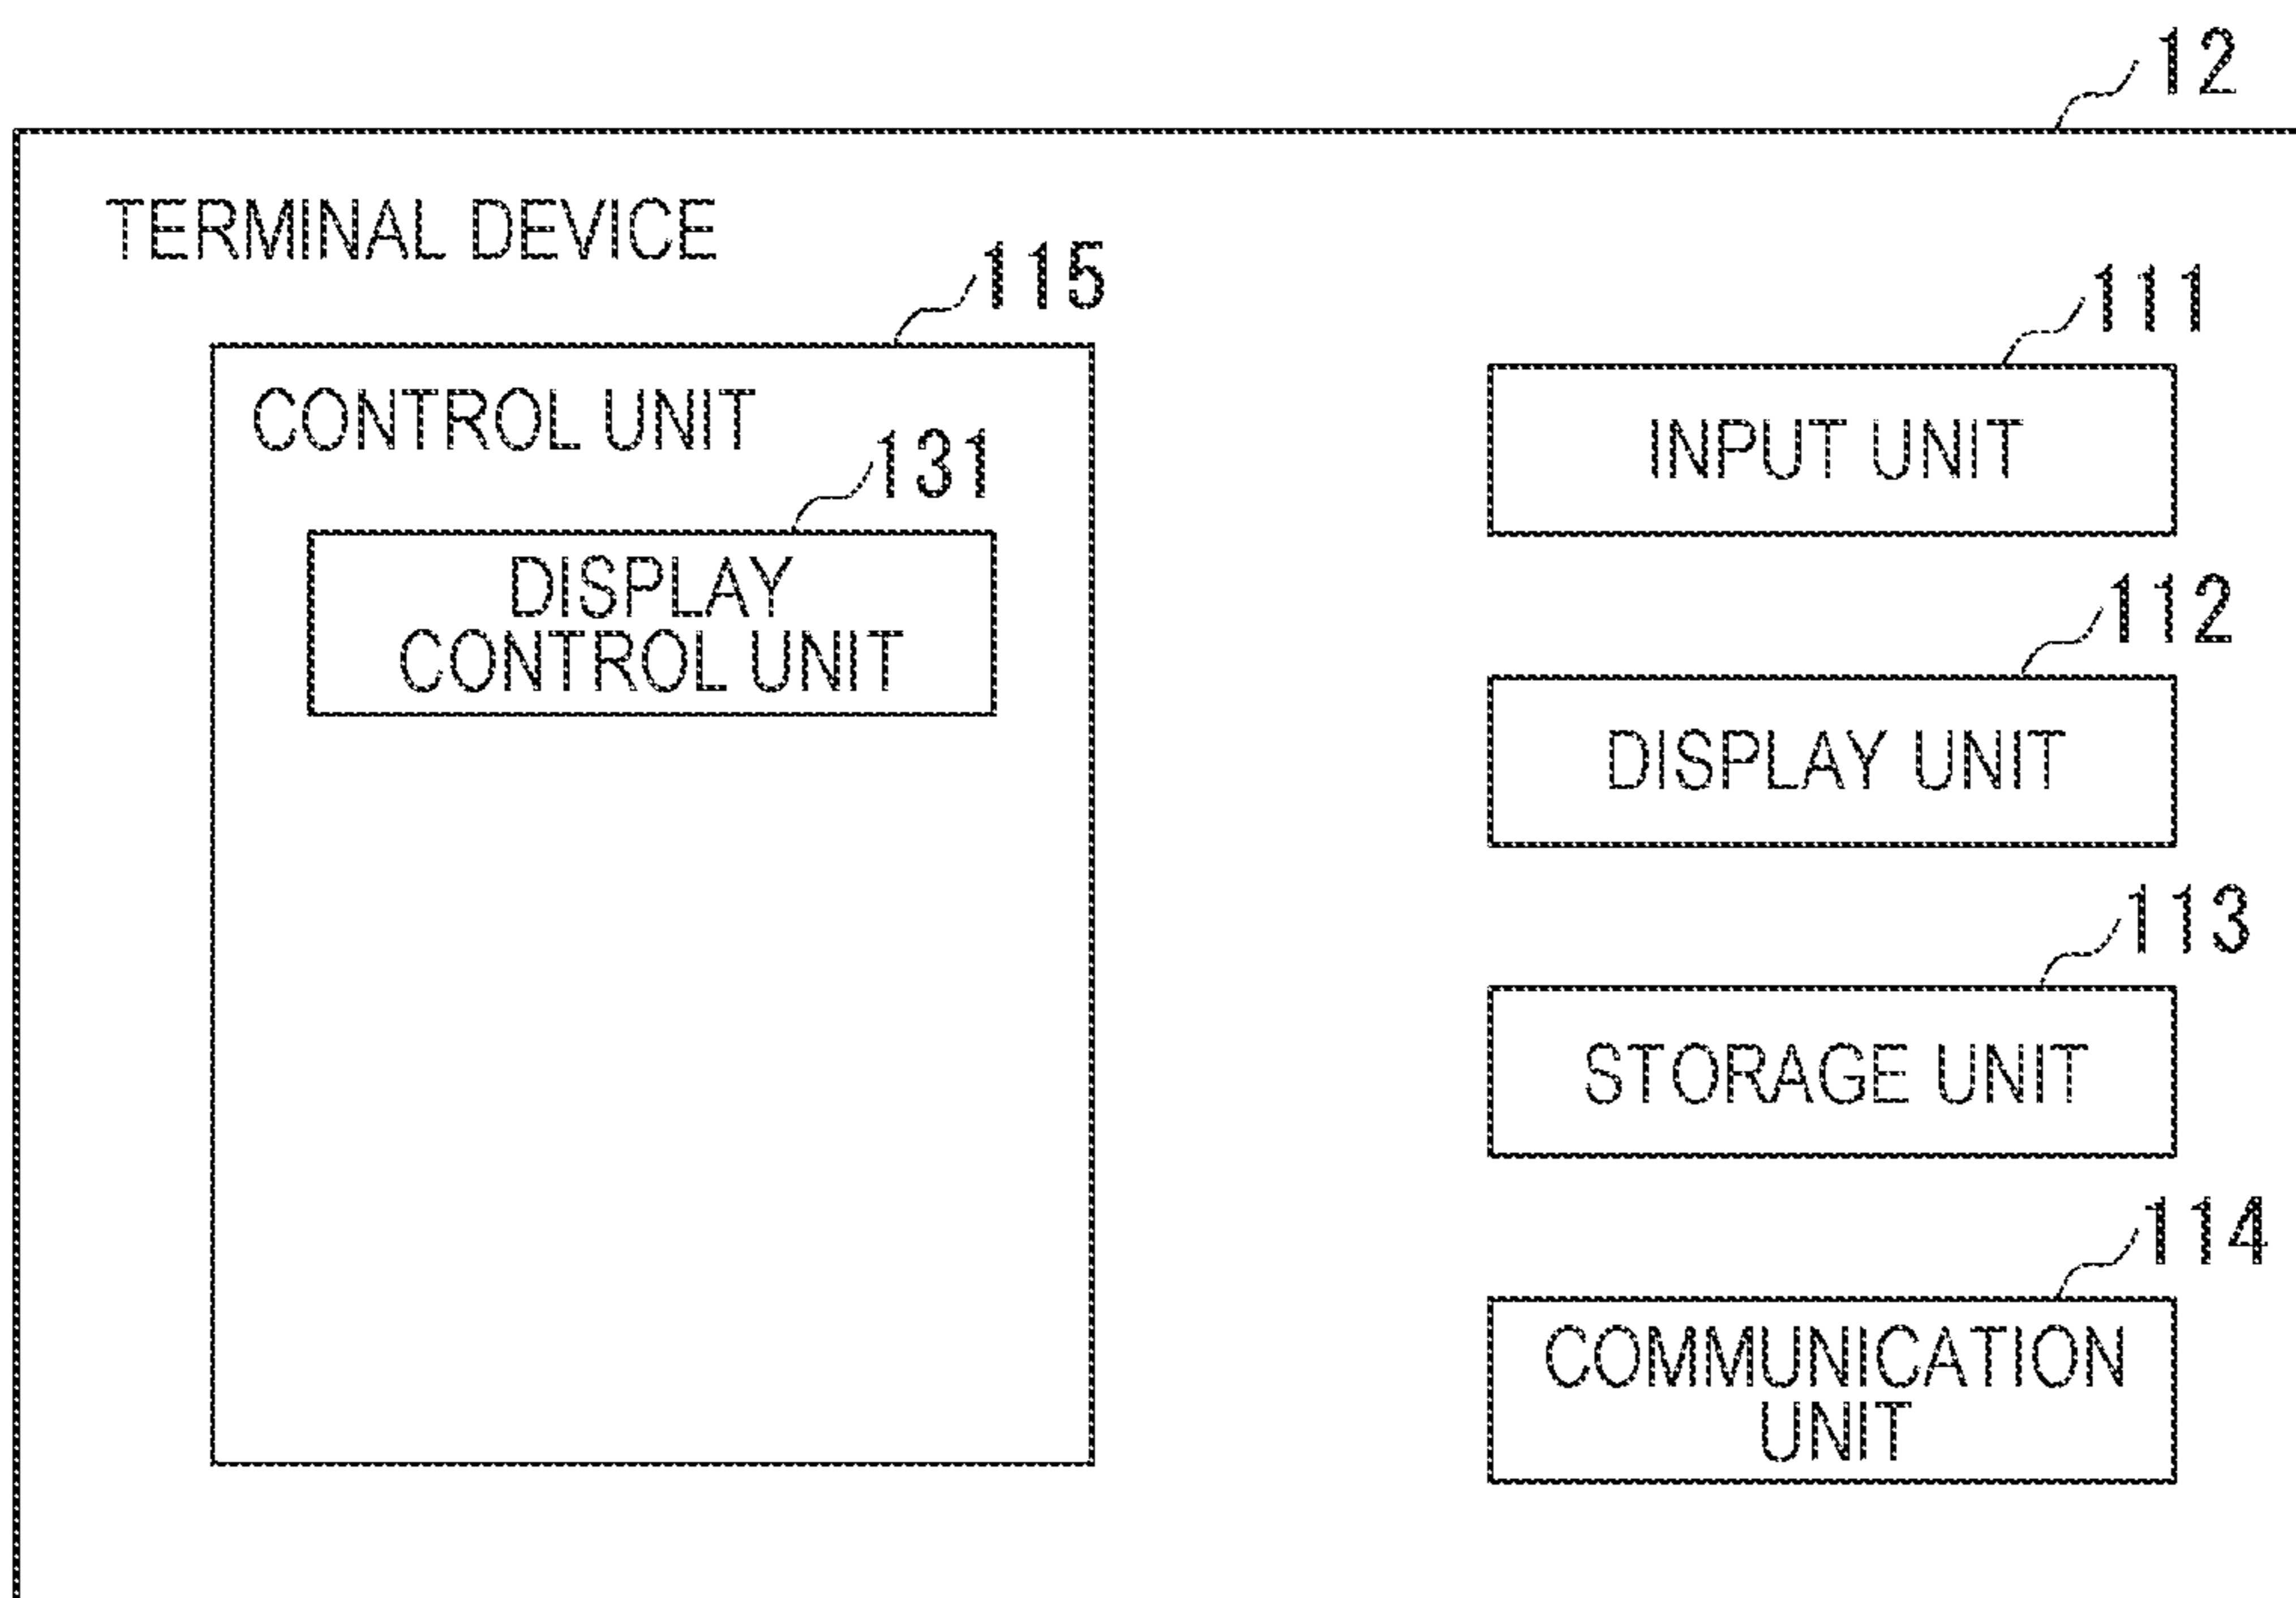 12
TERMINAL DEVICE
115
CONTROL UNIT
131
DISPLAY
CONTROL UNIT
111
INPUT UNIT
112
DISPLAY UNIT
113
STORAGE UNIT
114
COMMUNICATION
UNIT